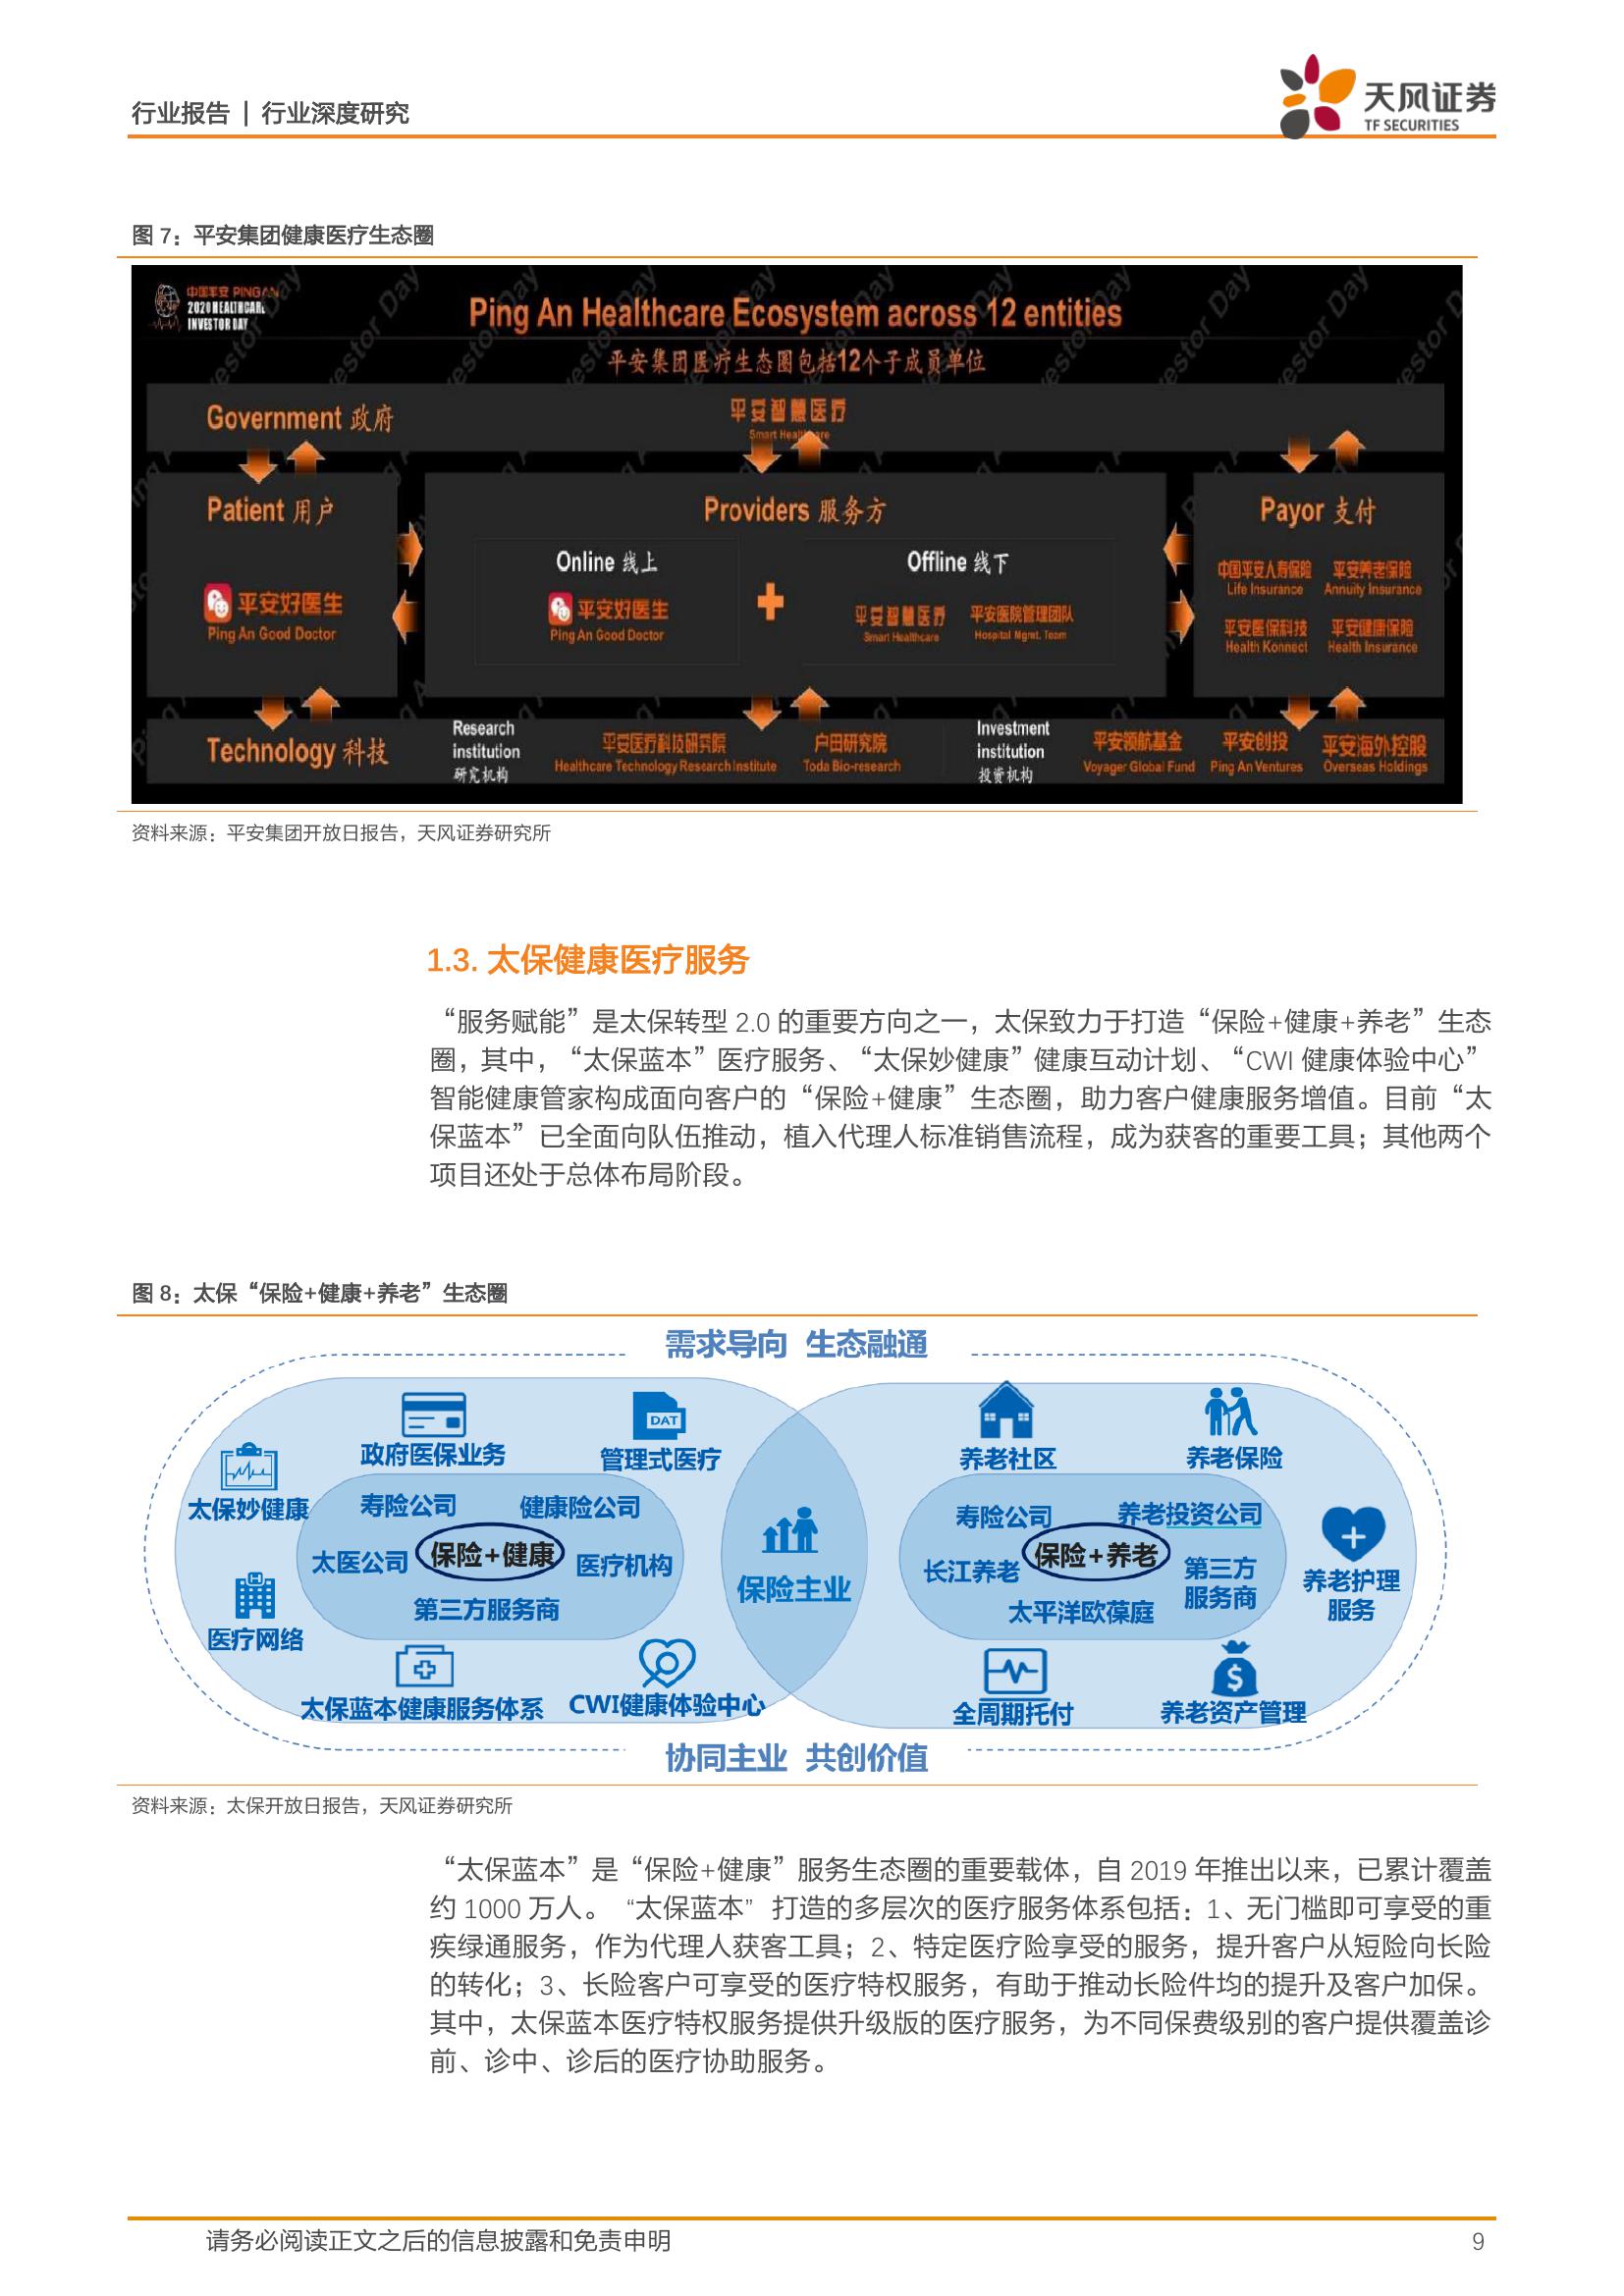 行业报告 | 行业深度研究
天风证券
TF SECURITIES
图 7：平安集团健康医疗生态圈
中国平安 PING AN
2020 HEALTHCARE
INVESTOR DAY
Ping An Healthcare Ecosystem across 12 entities
平安集团医疗生态圈包括12个子成员单位
Government 政府
平安智慧医疗
Smart Healthcare
Patient 用户
平安好医生
Ping An Good Doctor
Providers 服务方
Online 线上
平安好医生
Ping An Good Doctor
Offline 线下
平安智慧医疗 平安医院管理团队
Smart Healthcare Hospital Mgmt. Team
Payor 支付
中国平安人寿保险 平安养老保险
Life Insurance Annuity Insurance
平安医保科技 平安健康保险
Health Konnect Health Insurance
Technology 科技
Research
institution
研究机构
平安医疗科技研究院 户田研究院
Healthcare Technology Research Institute Toda Bio-research
Investment
institution
投资机构
平安领航基金 平安创投 平安海外控股
Voyager Global Fund Ping An Ventures Overseas Holdings
资料来源：平安集团开放日报告，天风证券研究所
1.3. 太保健康医疗服务
“服务赋能”是太保转型 2.0 的重要方向之一，太保致力于打造“保险+健康+养老”生态
圈，其中，“太保蓝本”医疗服务、“太保妙健康”健康互动计划、“CWI 健康体验中心”
智能健康管家构成面向客户的“保险+健康”生态圈，助力客户健康服务增值。目前“太
保蓝本”已全面向队伍推动，植入代理人标准销售流程，成为获客的重要工具；其他两个
项目还处于总体布局阶段。
图 8：太保“保险+健康+养老”生态圈
需求导向 生态融通
政府医保业务
DAT
管理式医疗
太保妙健康
寿险公司 健康险公司
太医公司 保险+健康 医疗机构
第三方服务商
医疗网络
太保蓝本健康服务体系 CWI健康体验中心
保险主业
养老社区 养老保险
寿险公司 养老投资公司
长江养老 保险+养老 第三方
服务商
太平洋欧葆庭
养老护理
服务
全周期托付
$
养老资产管理
协同主业 共创价值
资料来源：太保开放日报告，天风证券研究所
“太保蓝本”是“保险+健康”服务生态圈的重要载体，自 2019 年推出以来，已累计覆盖
约 1000 万人。 “太保蓝本” 打造的多层次的医疗服务体系包括：1、无门槛即可享受的重
疾绿通服务，作为代理人获客工具；2、特定医疗险享受的服务，提升客户从短险向长险
的转化；3、长险客户可享受的医疗特权服务，有助于推动长险件均的提升及客户加保。
其中，太保蓝本医疗特权服务提供升级版的医疗服务，为不同保费级别的客户提供覆盖诊
前、诊中、诊后的医疗协助服务。
请务必阅读正文之后的信息披露和免责申明
9